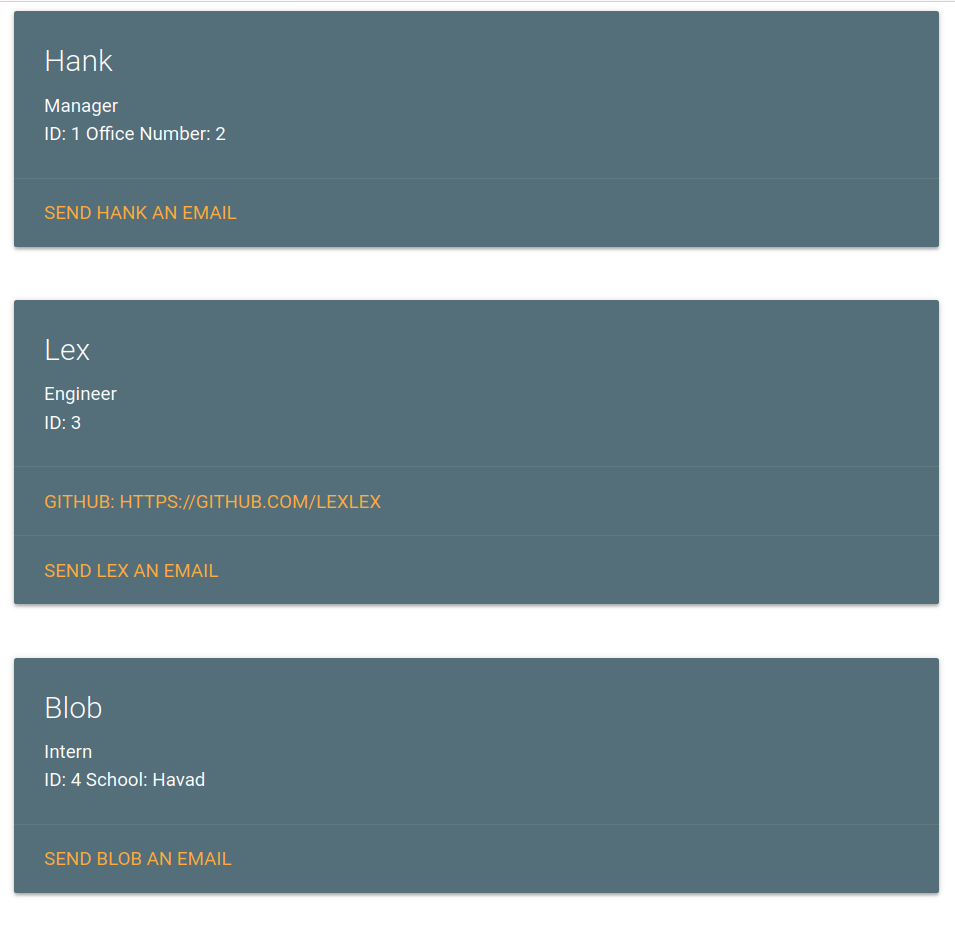 Hank
Manager
ID: 1 Office Number: 2
SEND HANK AN EMAIL
Lex
Engineer
ID: 3
GITHUB: HTTPS://GITHUB.COM/LEXLEX
SEND LEX AN EMAIL
Blob
Intern
ID: 4 School: Havad
SEND BLOB AN EMAIL